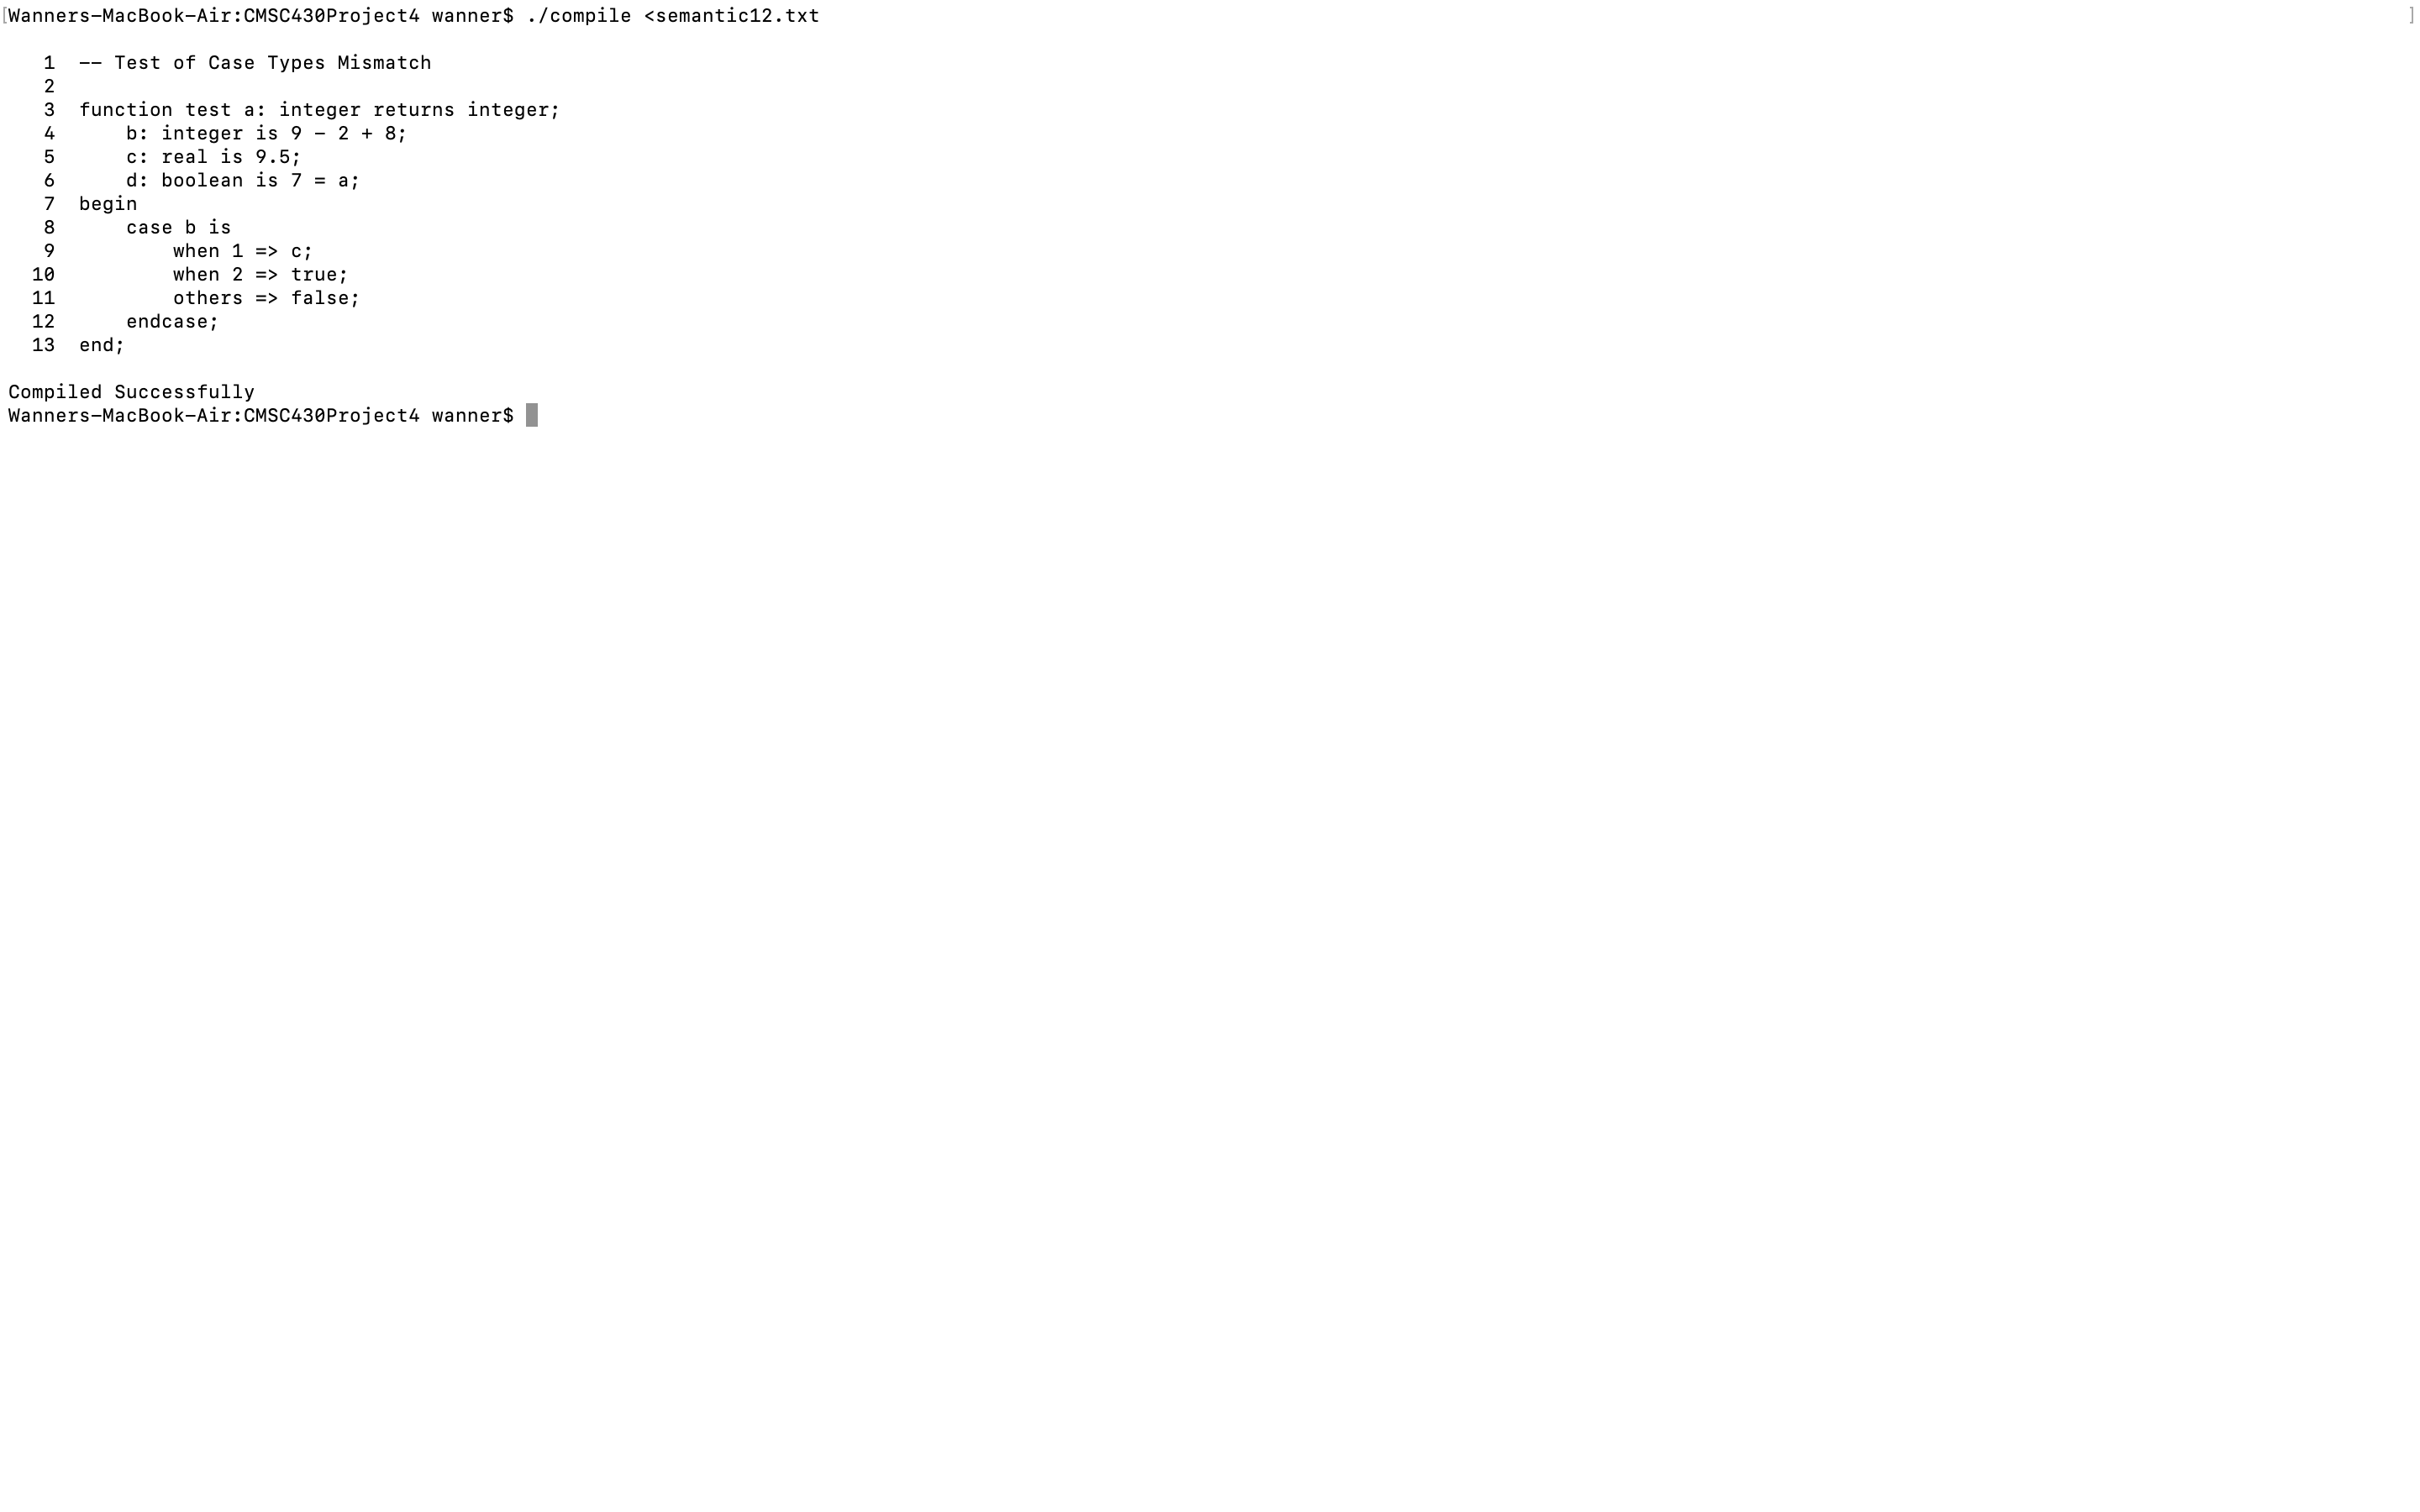 [Wanners-MacBook-Air:CMSC430Project4 wanner$ ./compile <semantic12.txt ]
1 -- Test of Case Types Mismatch
2
3 function test a: integer returns integer;
4     b: integer is 9 - 2 + 8;
5     c: real is 9.5;
6     d: boolean is 7 = a;
7 begin
8     case b is
9         when 1 => c;
10         when 2 => true;
11         others => false;
12     endcase;
13 end;
Compiled Successfully
Wanners-MacBook-Air:CMSC430Project4 wanner$